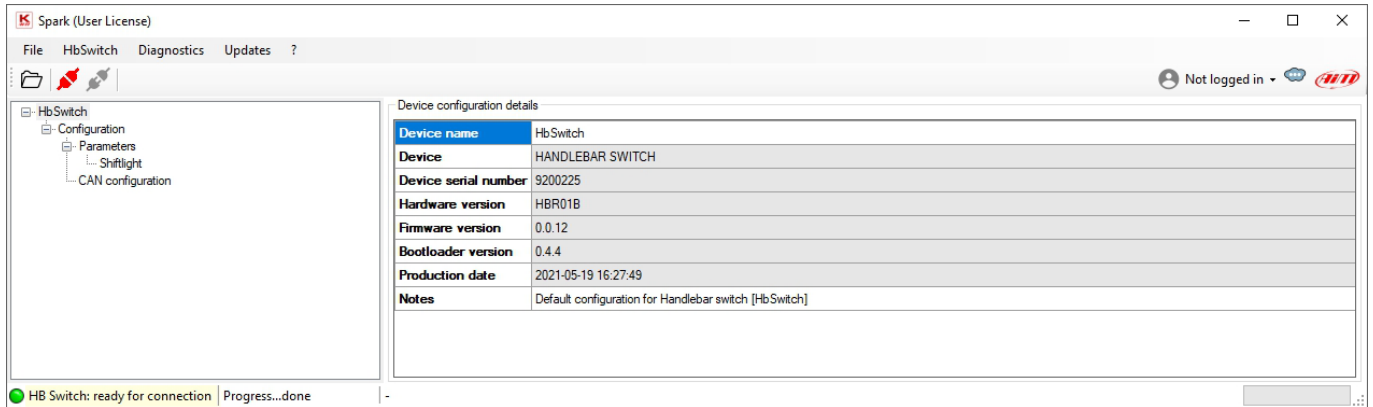 Spark (User License)
File HbSwitch Diagnostics Updates ?
Not logged in
AiM
HbSwitch
Configuration
Parameters
Shiftlight
CAN configuration
Device configuration details
Device name HbSwitch
Device HANDLEBAR SWITCH
Device serial number 9200225
Hardware version HBR01B
Firmware version 0.0.12
Bootloader version 0.4.4
Production date 2021-05-19 16:27:49
Notes Default configuration for Handlebar switch [HbSwitch]
HB Switch: ready for connection Progress...done -